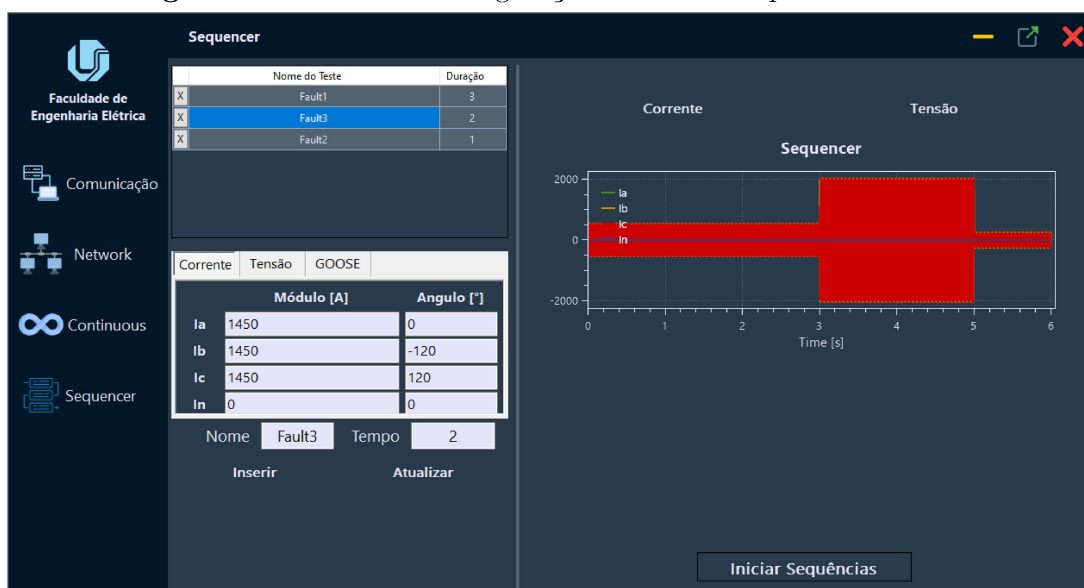 Sequencer
Faculdade de
Engenharia Elétrica
Comunicação
Network
Continuous
Sequencer
Nome do Teste Duração
X Fault1 3
X Fault3 2
X Fault2 1
Corrente Tensão GOOSE
Módulo [A] Angulo [°]
Ia 1450 0
Ib 1450 -120
Ic 1450 120
In 0 0
Nome Fault3 Tempo 2
Inserir Atualizar
Corrente Tensão
Sequencer
2000
0
-2000
Ia
Ib
Ic
In
0 1 2 3 4 5 6
Time [s]
Iniciar Sequências